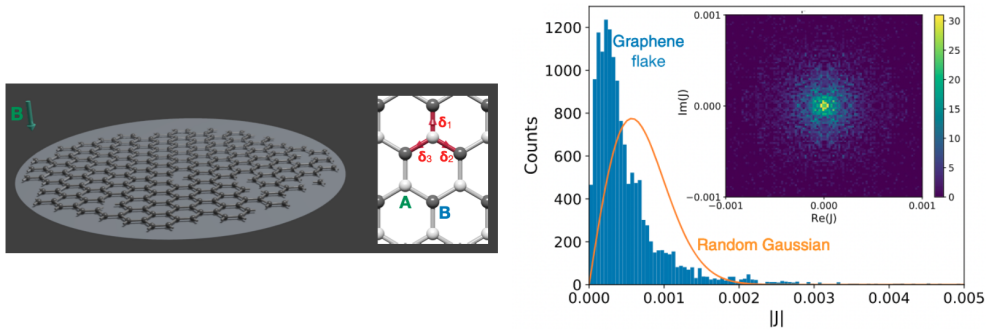 B
δ₁
δ₃
δ₂
A
B
1200
1000
800
600
400
200
0
Counts
0.000
0.001
0.002
0.003
0.004
0.005
|J|
Graphene
flake
Random Gaussian
0.001
0.000
−0.001
Im(J)
−0.001
0.000
0.001
Re(J)
30
25
20
15
10
5
0